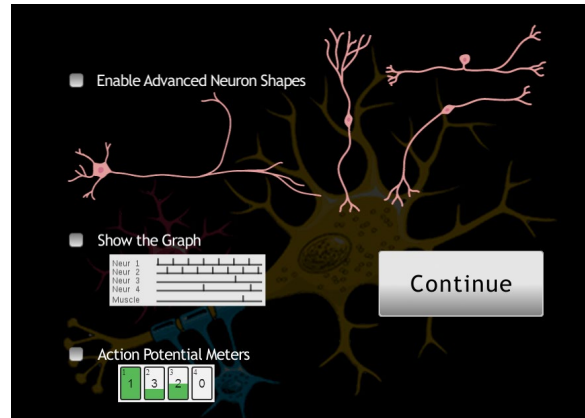 Enable Advanced Neuron Shapes
Show the Graph
Neur 1
Neur 2
Neur 3
Neur 4
Muscle
Continue
Action Potential Meters
1 2 3 4
1 3 2 0